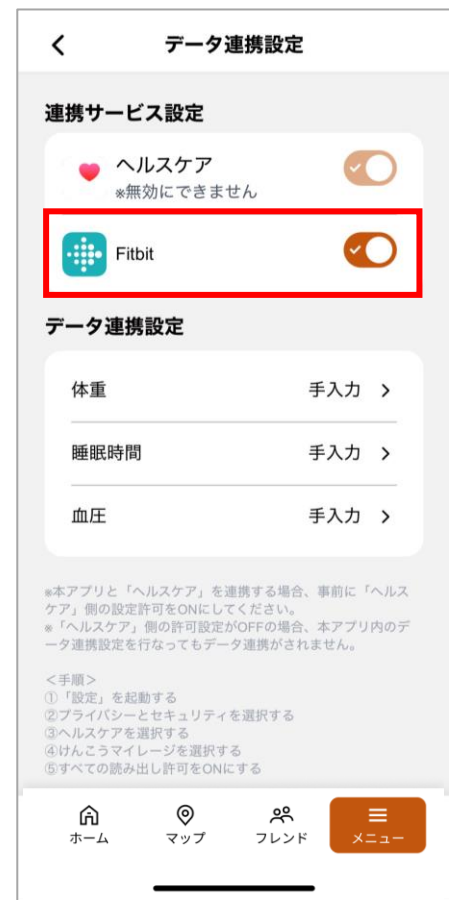 データ連携設定
連携サービス設定
ヘルスケア
※無効にできません
Fitbit
データ連携設定
体重 手入力
睡眠時間 手入力
血圧 手入力
※本アプリと「ヘルスケア」を連携する場合、事前に「ヘルス
ケア」側の設定許可をONにしてください。
※「ヘルスケア」側の許可設定がOFFの場合、本アプリ内のデ
ータ連携設定を行なってもデータ連携がされません。
＜手順＞
①「設定」を起動する
②プライバシーとセキュリティを選択する
③ヘルスケアを選択する
④けんこうマイレージを選択する
⑤すべての読み出し許可をONにする
ホーム マップ フレンド メニュー